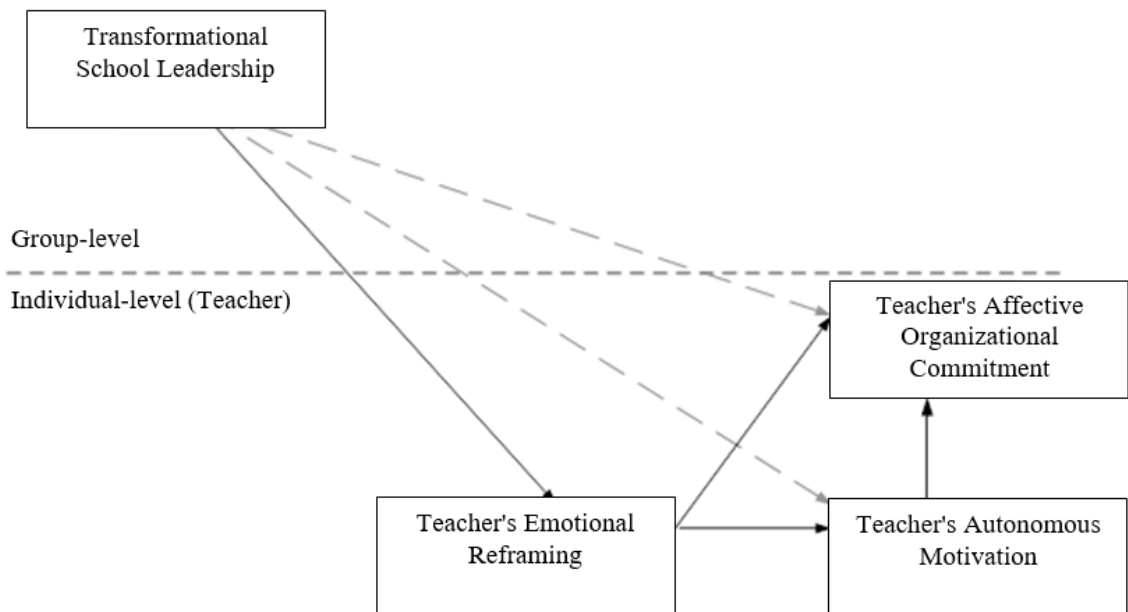 Transformational
School Leadership
Group-level
Individual-level (Teacher)
Teacher's Affective
Organizational
Commitment
Teacher's Emotional
Reframing
Teacher's Autonomous
Motivation